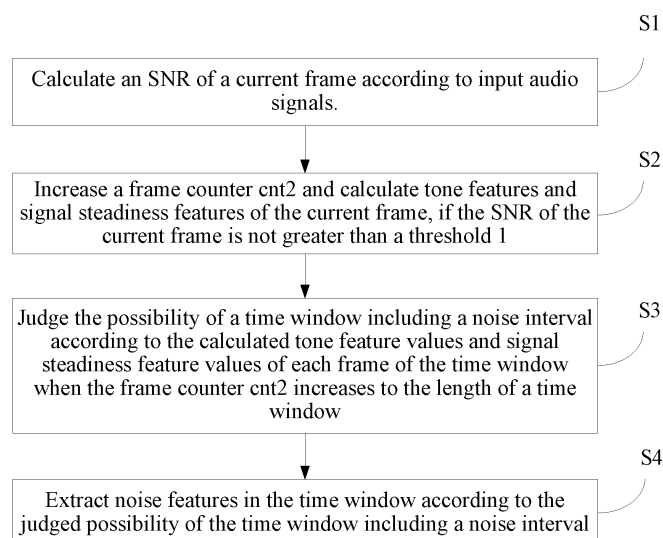 S1
Calculate an SNR of a current frame according to input audio
signals.
S2
Increase a frame counter cnt2 and calculate tone features and
signal steadiness features of the current frame, if the SNR of the
current frame is not greater than a threshold 1
S3
Judge the possibility of a time window including a noise interval
according to the calculated tone feature values and signal
steadiness feature values of each frame of the time window
when the frame counter cnt2 increases to the length of a time
window
S4
Extract noise features in the time window according to the
judged possibility of the time window including a noise interval